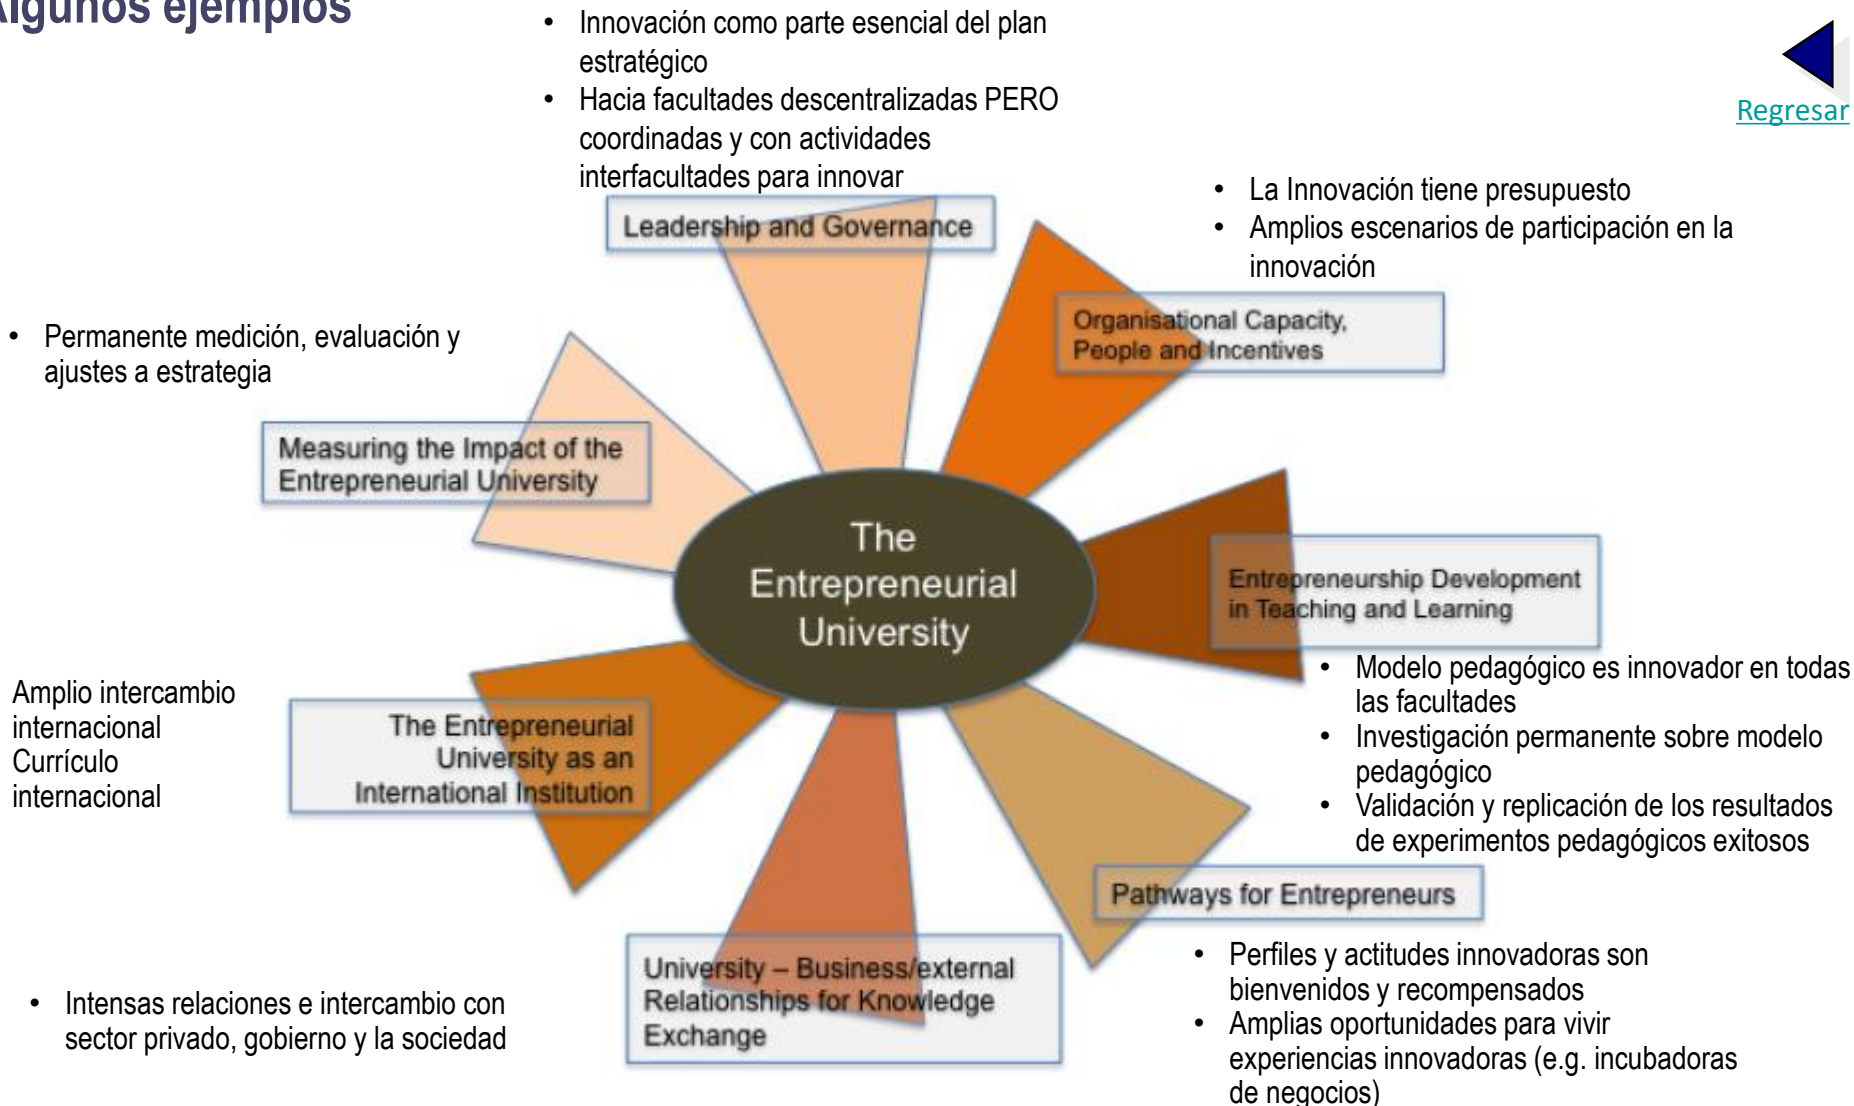 Algunos ejemplos
• Innovación como parte esencial del plan
estratégico
• Hacia facultades descentralizadas PERO
coordinadas y con actividades
interfacultades para innovar
Regresar
• La Innovación tiene presupuesto
• Amplios escenarios de participación en la
innovación
Leadership and Governance
Organisational Capacity,
People and Incentives
• Permanente medición, evaluación y
ajustes a estrategia
Measuring the Impact of the
Entrepreneurial University
The
Entrepreneurial
University
Entrepreneurship Development
in Teaching and Learning
• Modelo pedagógico es innovador en todas
las facultades
• Investigación permanente sobre modelo
pedagógico
• Validación y replicación de los resultados
de experimentos pedagógicos exitosos
Amplio intercambio
internacional
Currículo
internacional
The Entrepreneurial
University as an
International Institution
Pathways for Entrepreneurs
• Perfiles y actitudes innovadoras son
bienvenidos y recompensados
• Amplias oportunidades para vivir
experiencias innovadoras (e.g. incubadoras
de negocios)
University – Business/external
Relationships for Knowledge
Exchange
• Intensas relaciones e intercambio con
sector privado, gobierno y la sociedad